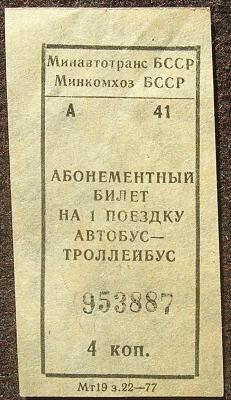 Минавтотранс БССР
Минкомхоз БССР
А 41
АБОНЕМЕНТНЫЙ
БИЛЕТ
НА 1 ПОЕЗДКУ
АВТОБУС—
ТРОЛЛЕЙБУС
953887
4 коп.
Мт19 з.22—77